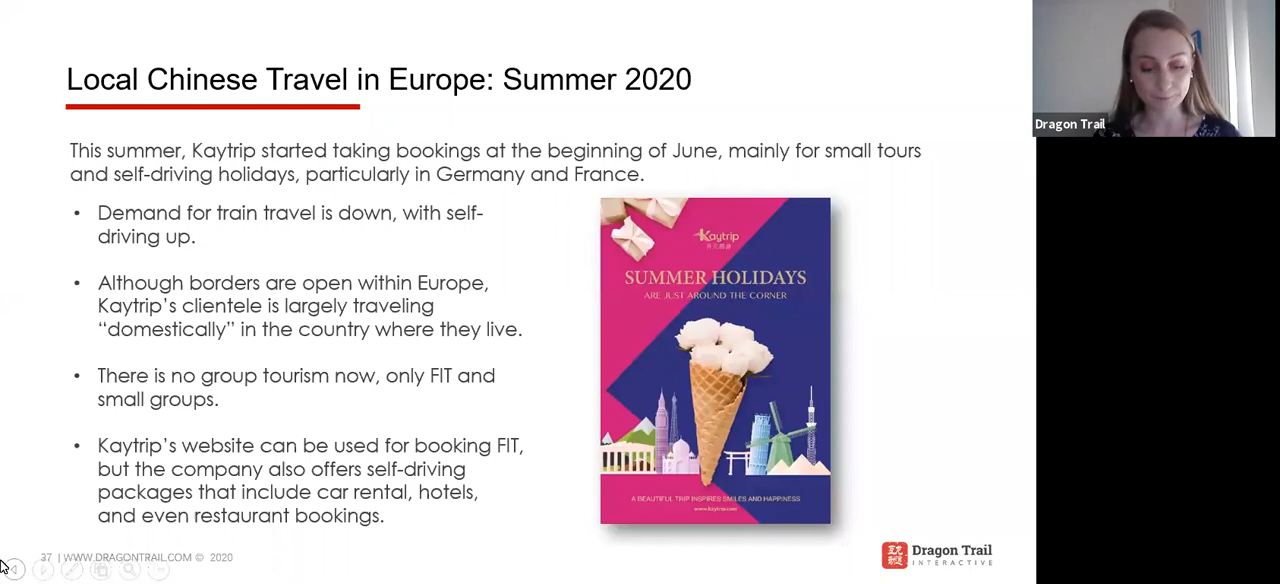 Local Chinese Travel in Europe: Summer 2020
Dragon Trail
This summer, Kaytrip started taking bookings at the beginning of June, mainly for small tours
and self-driving holidays, particularly in Germany and France.
• Demand for train travel is down, with self-
driving up.
• Although borders are open within Europe,
Kaytrip’s clientele is largely traveling
“domestically” in the country where they live.
• There is no group tourism now, only FIT and
small groups.
• Kaytrip’s website can be used for booking FIT,
but the company also offers self-driving
packages that include car rental, hotels,
and even restaurant bookings.
Kaytrip
SUMMER HOLIDAYS
ARE JUST AROUND THE CORNER
A BEAUTIFUL TRIP INSPIRES SMILES AND HAPPINESS
www.kaytrip.com
37 | WWW.DRAGONTRAIL.COM © 2020
Dragon Trail
INTERACTIVE